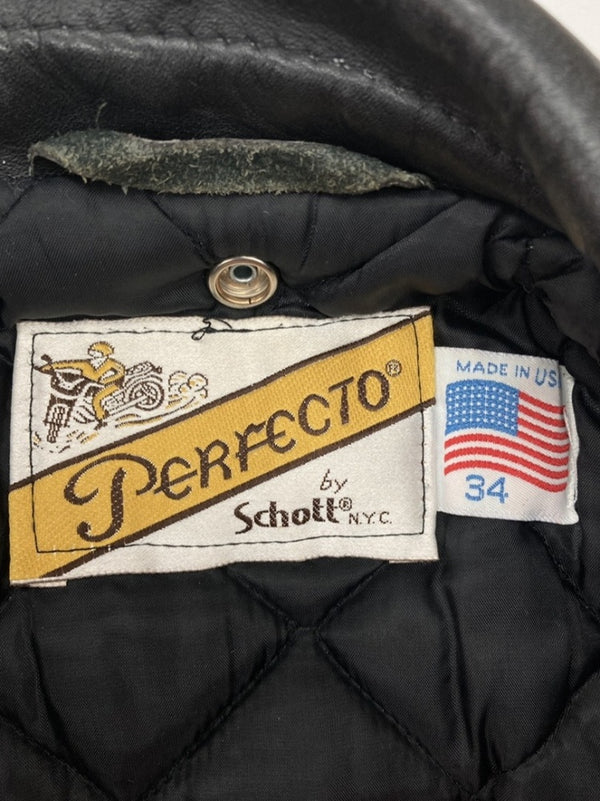 PERFECTO®
by
Schott® N.Y.C.
MADE IN US
34